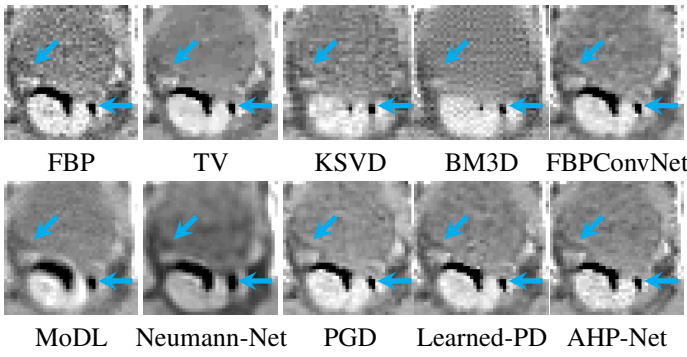 FBP TV KSVD BM3D FBPConvNet
MoDL Neumann-Net PGD Learned-PD AHP-Net